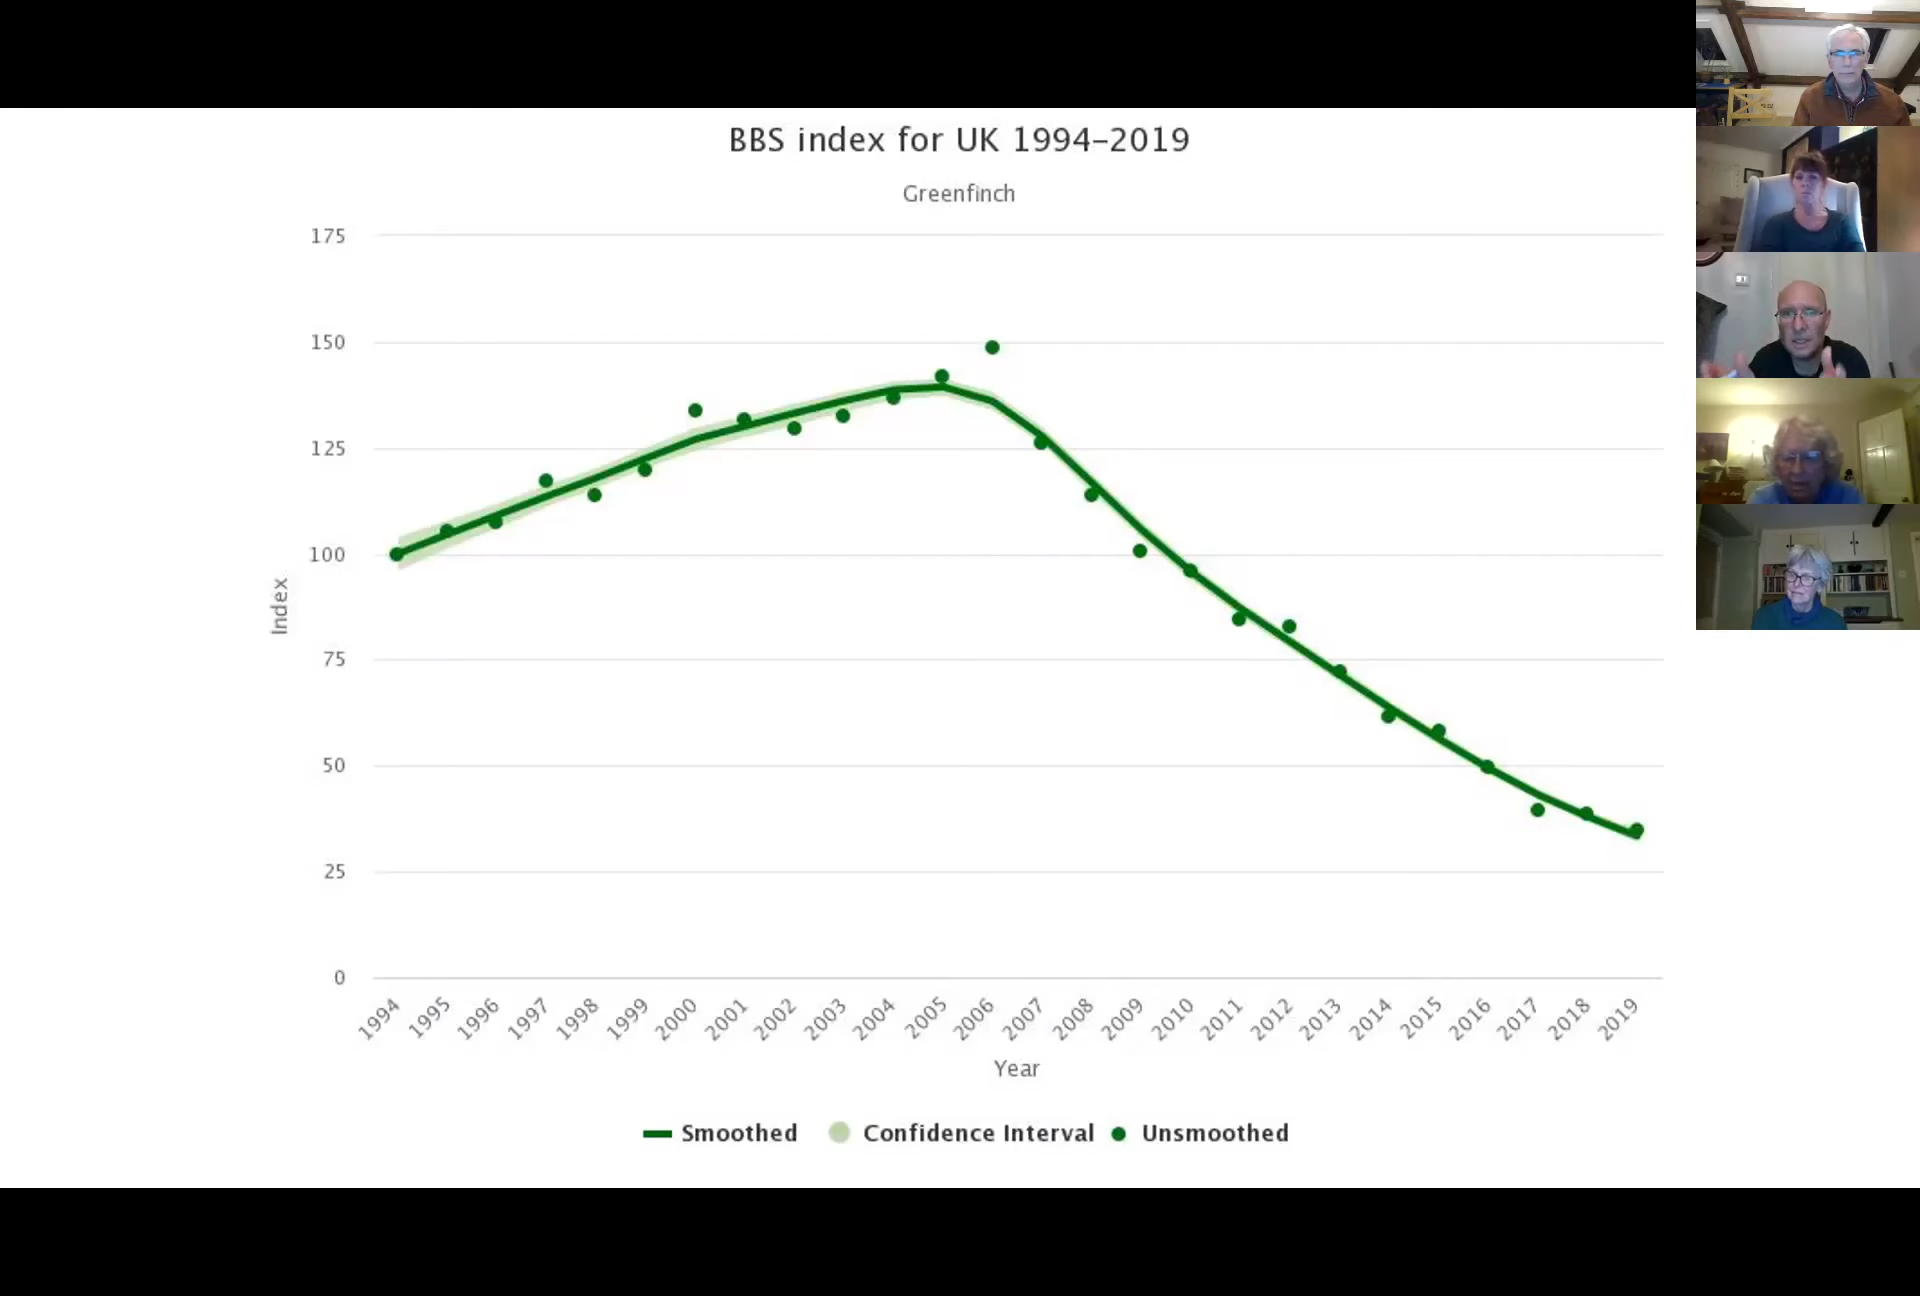 BBS index for UK 1994–2019
Greenfinch
175
150
125
100
75
50
25
0
Index
1994 1995 1996 1997 1998 1999 2000 2001 2002 2003 2004 2005 2006 2007 2008 2009 2010 2011 2012 2013 2014 2015 2016 2017 2018 2019
Year
Smoothed Confidence Interval Unsmoothed